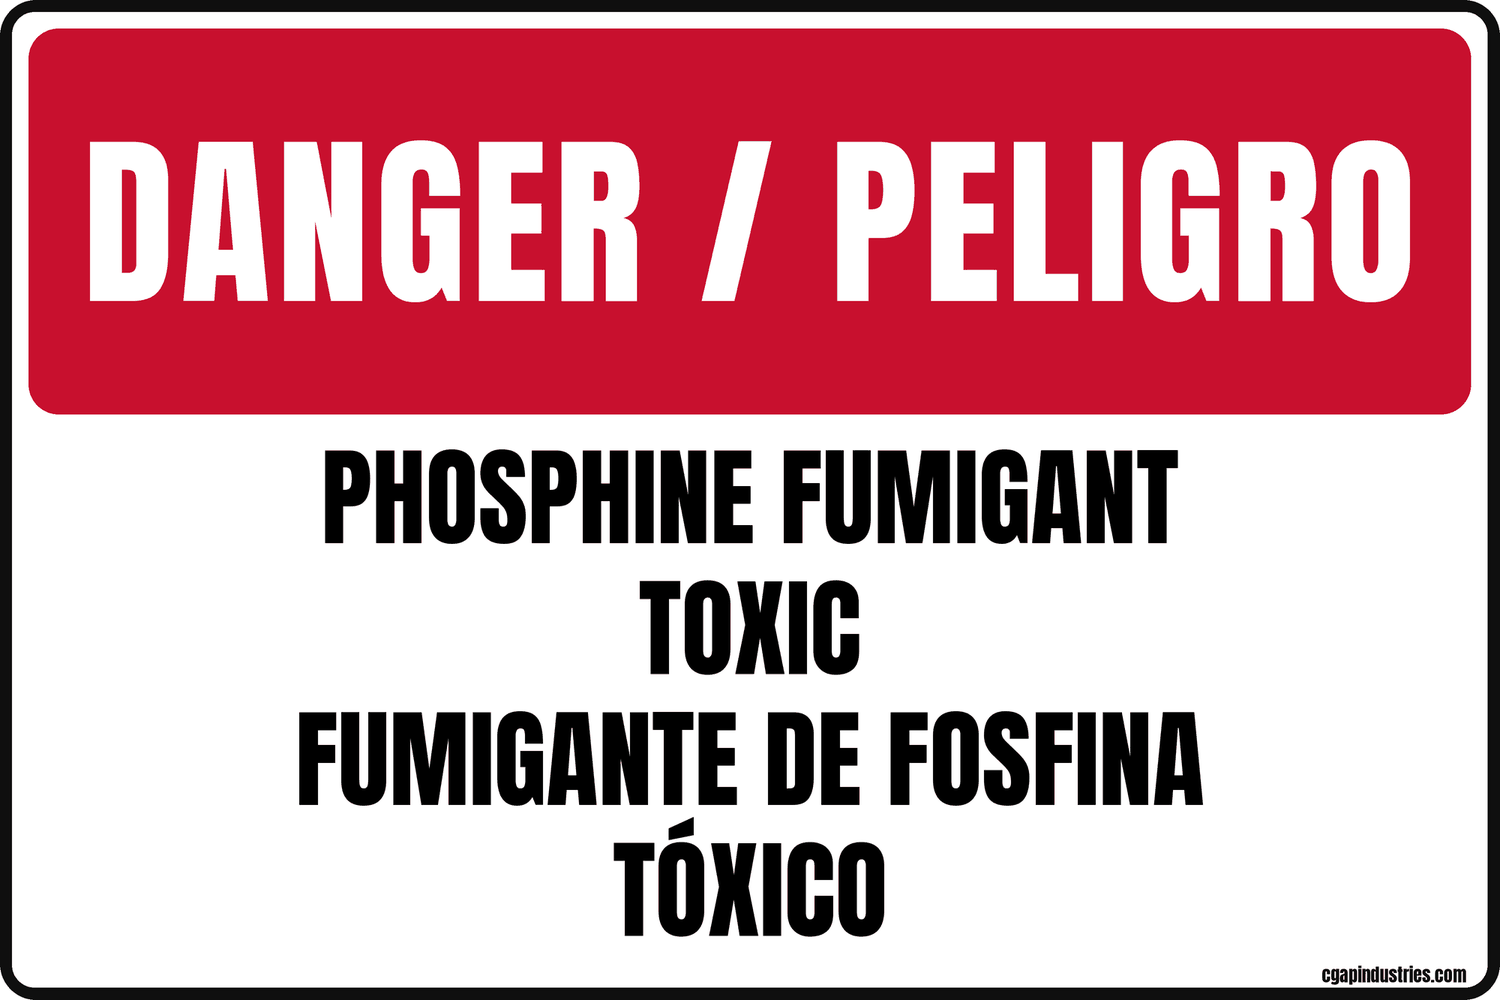 DANGER / PELIGRO
PHOSPHINE FUMIGANT
TOXIC
FUMIGANTE DE FOSFINA
TÓXICO
cgapindustries.com